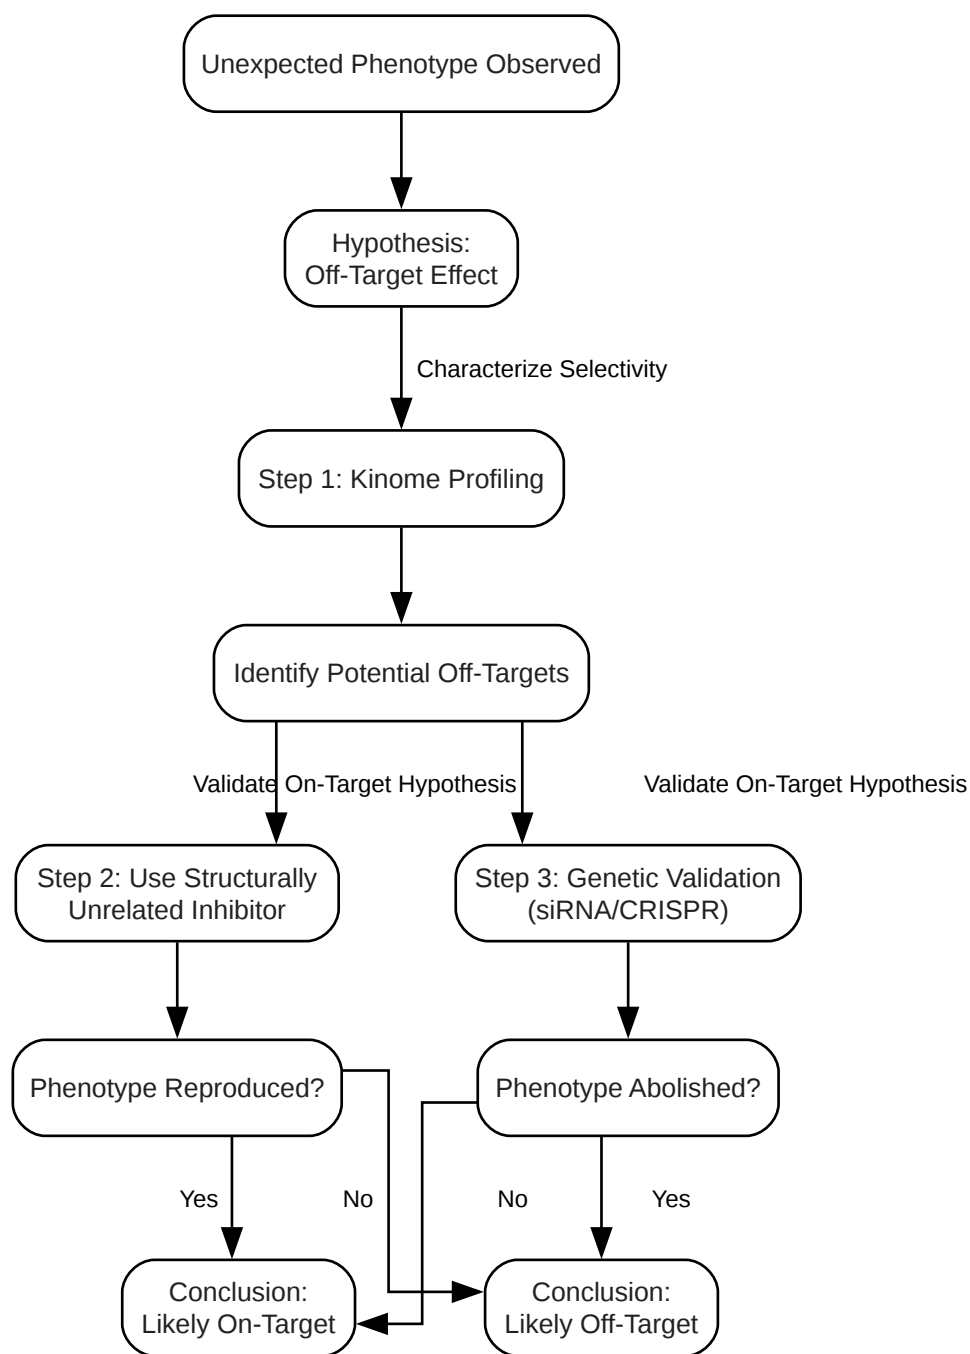 Unexpected Phenotype Observed
Hypothesis:
Off-Target Effect
Characterize Selectivity
Step 1: Kinome Profiling
Identify Potential Off-Targets
Validate On-Target Hypothesis
Validate On-Target Hypothesis
Step 2: Use Structurally
Unrelated Inhibitor
Step 3: Genetic Validation
(siRNA/CRISPR)
Phenotype Reproduced?
Phenotype Abolished?
Yes
No
No
Yes
Conclusion:
Likely On-Target
Conclusion:
Likely Off-Target